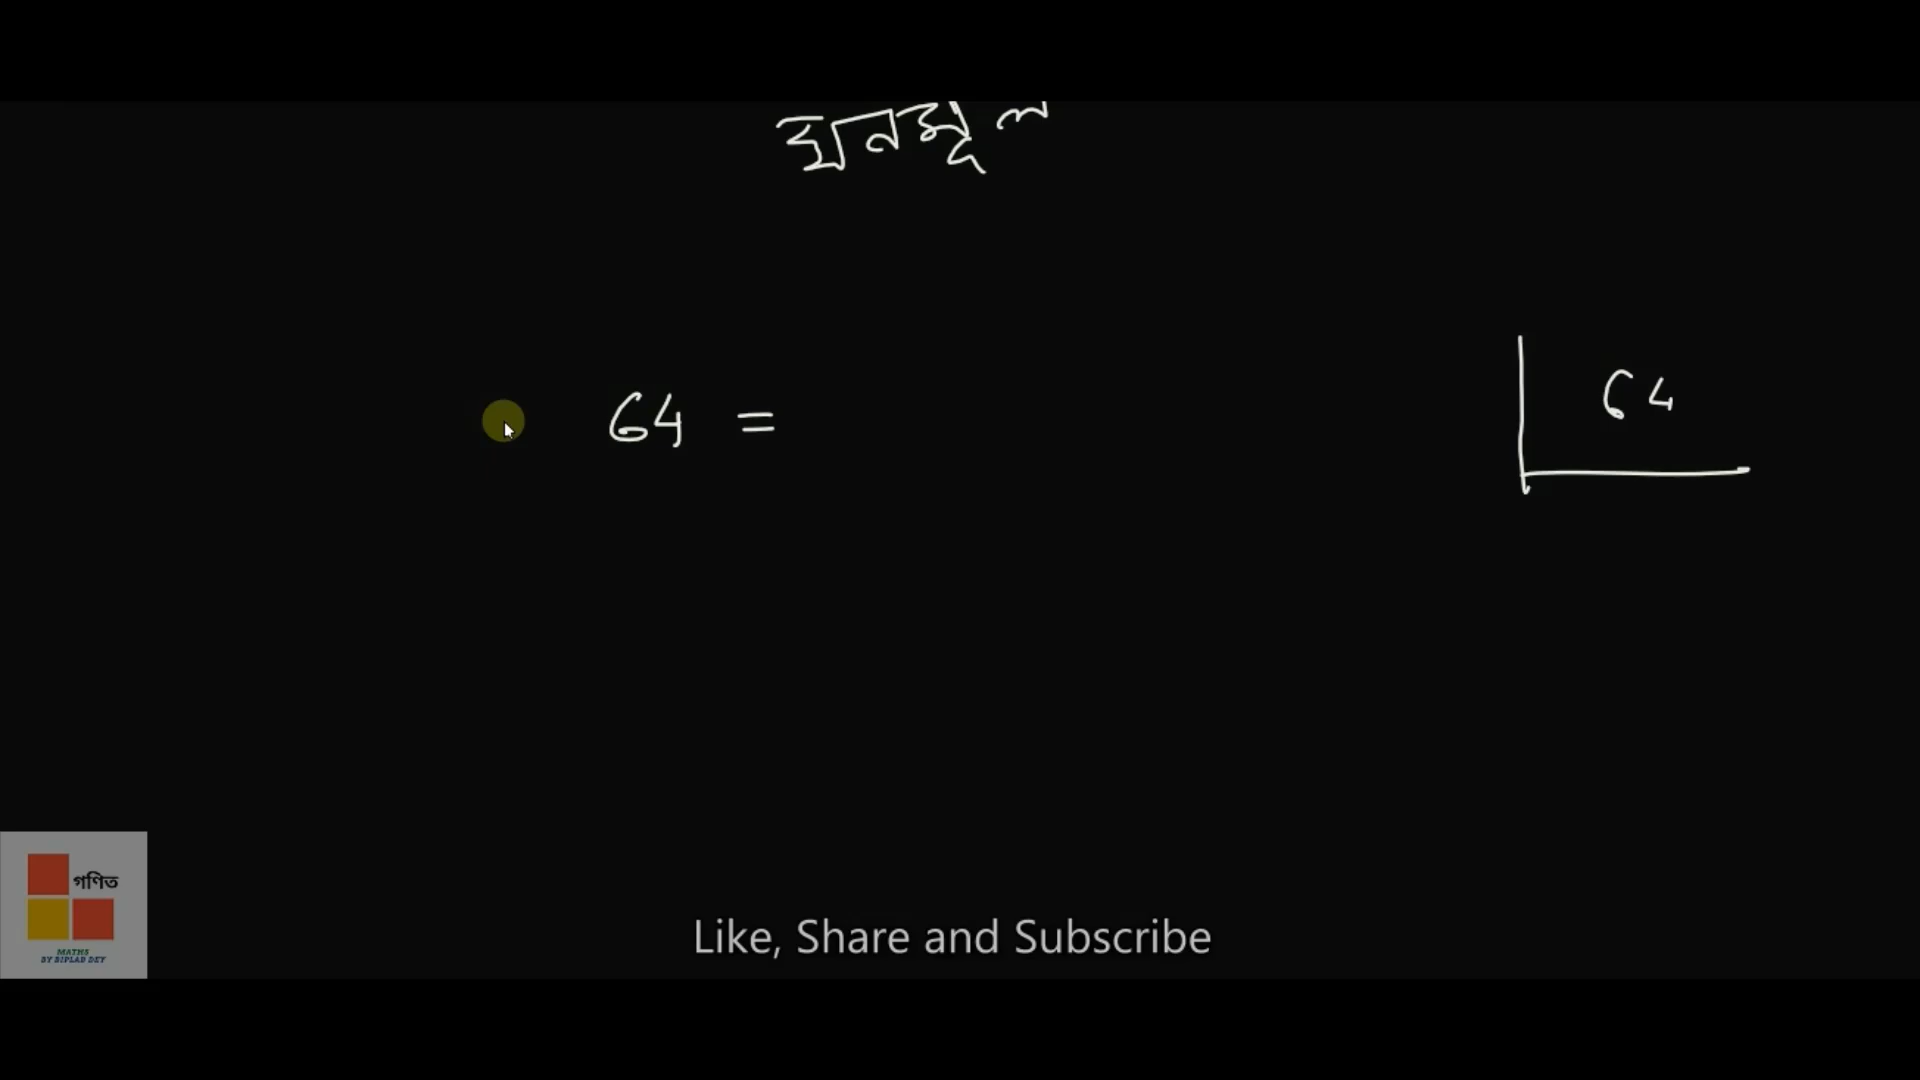 ঘনমূল
64 =
64
গণিত
MATHS
BY BIPLAB DEY
Like, Share and Subscribe